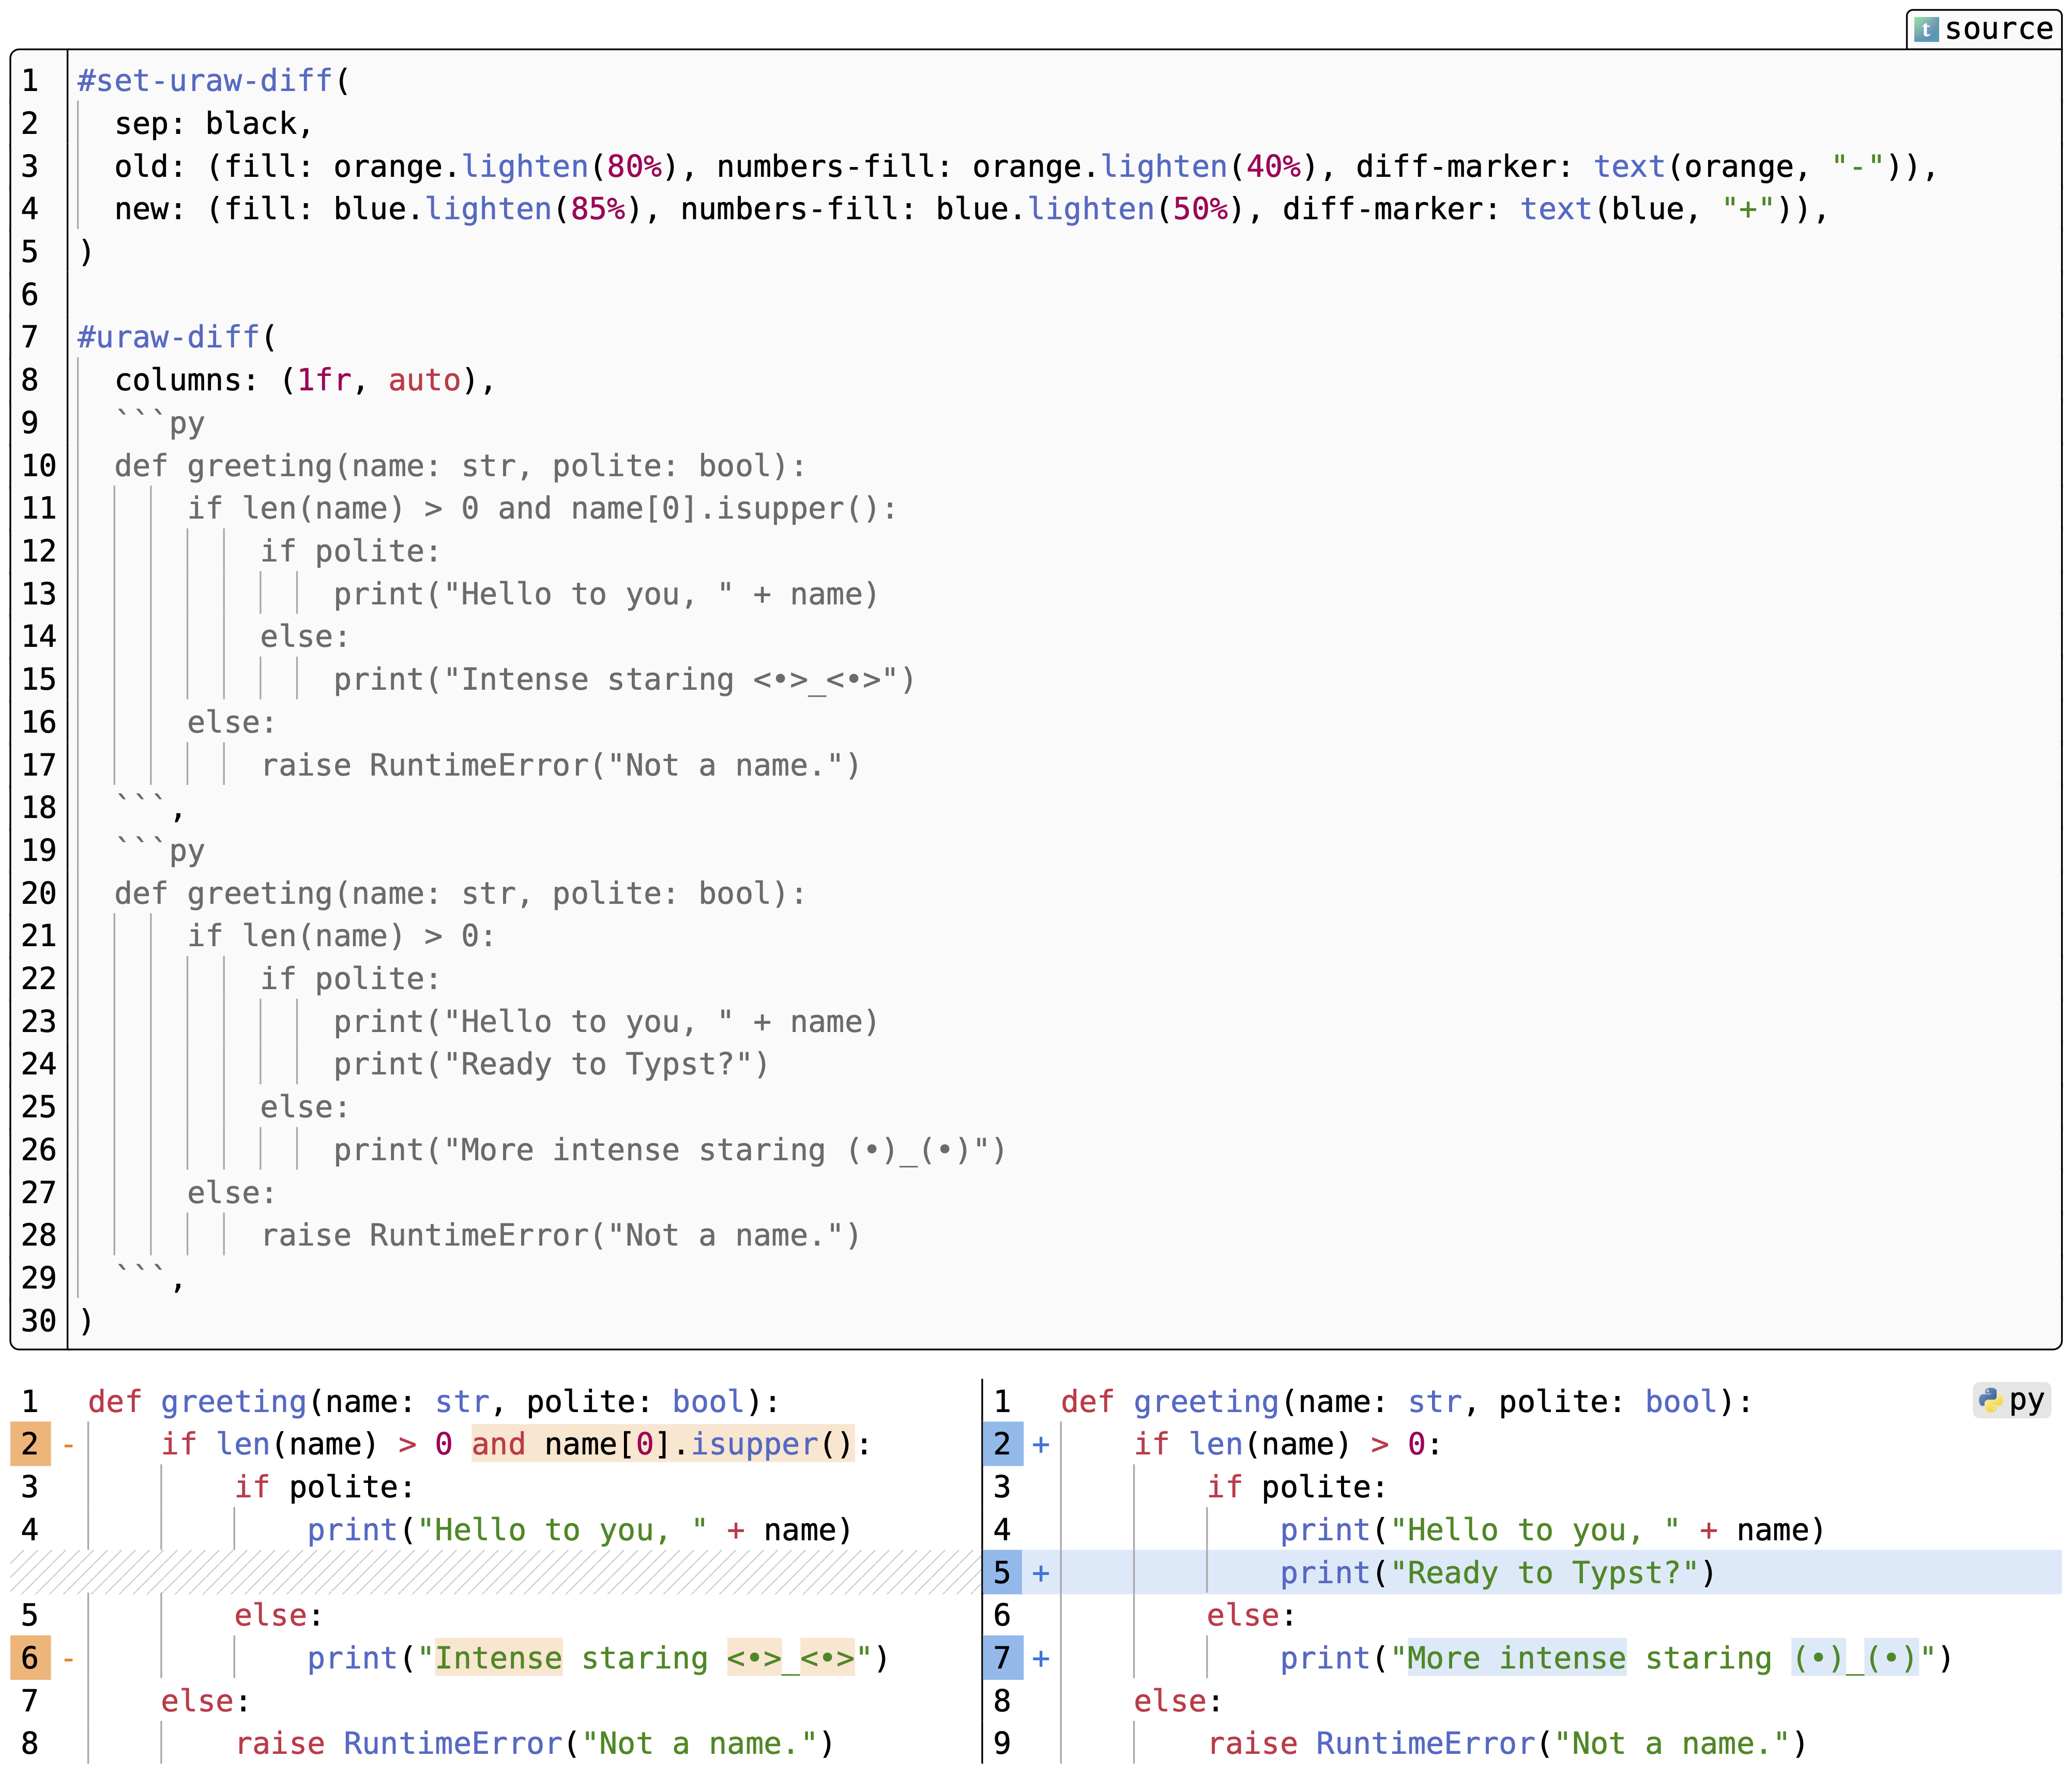 source
1 #set-uraw-diff(
2   sep: black,
3   old: (fill: orange.lighten(80%), numbers-fill: orange.lighten(40%), diff-marker: text(orange, "-")),
4   new: (fill: blue.lighten(85%), numbers-fill: blue.lighten(50%), diff-marker: text(blue, "+")),
5 )
6
7 #uraw-diff(
8   columns: (1fr, auto),
9   ```py
10   def greeting(name: str, polite: bool):
11       if len(name) > 0 and name[0].isupper():
12           if polite:
13               print("Hello to you, " + name)
14           else:
15               print("Intense staring <•>_<•>")
16       else:
17           raise RuntimeError("Not a name.")
18   ```,
19   ```py
20   def greeting(name: str, polite: bool):
21       if len(name) > 0:
22           if polite:
23               print("Hello to you, " + name)
24               print("Ready to Typst?")
25           else:
26               print("More intense staring (•)_(•)")
27       else:
28           raise RuntimeError("Not a name.")
29   ```,
30 )
1   def greeting(name: str, polite: bool):
2 -     if len(name) > 0 and name[0].isupper():
3           if polite:
4               print("Hello to you, " + name)
5           else:
6 -             print("Intense staring <•>_<•>")
7       else:
8           raise RuntimeError("Not a name.")
py
1   def greeting(name: str, polite: bool):
2 +     if len(name) > 0:
3           if polite:
4               print("Hello to you, " + name)
5 +             print("Ready to Typst?")
6           else:
7 +             print("More intense staring (•)_(•)")
8       else:
9           raise RuntimeError("Not a name.")